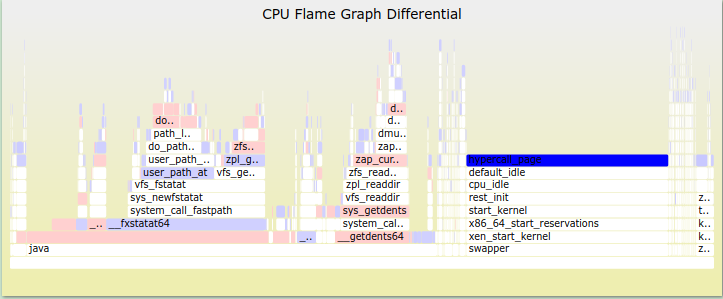 CPU Flame Graph Differential
d..
do.. d..
path_l.. dmu..
do_path.. zfs.. zap..
user_path_.. zpl_g.. zap_cur.. hypercall_page
user_path_at vfs_ge.. zfs_read.. default_idle
vfs_fstatat zpl_readdir cpu_idle
sys_newfstat vfs_readdir rest_init z..
system_call_fastpath sys_getdents start_kernel t..
_.. __fxstatat64 system_cal.. x86_64_start_reservations k..
_.. __getdents64 xen_start_kernel k..
java swapper z..